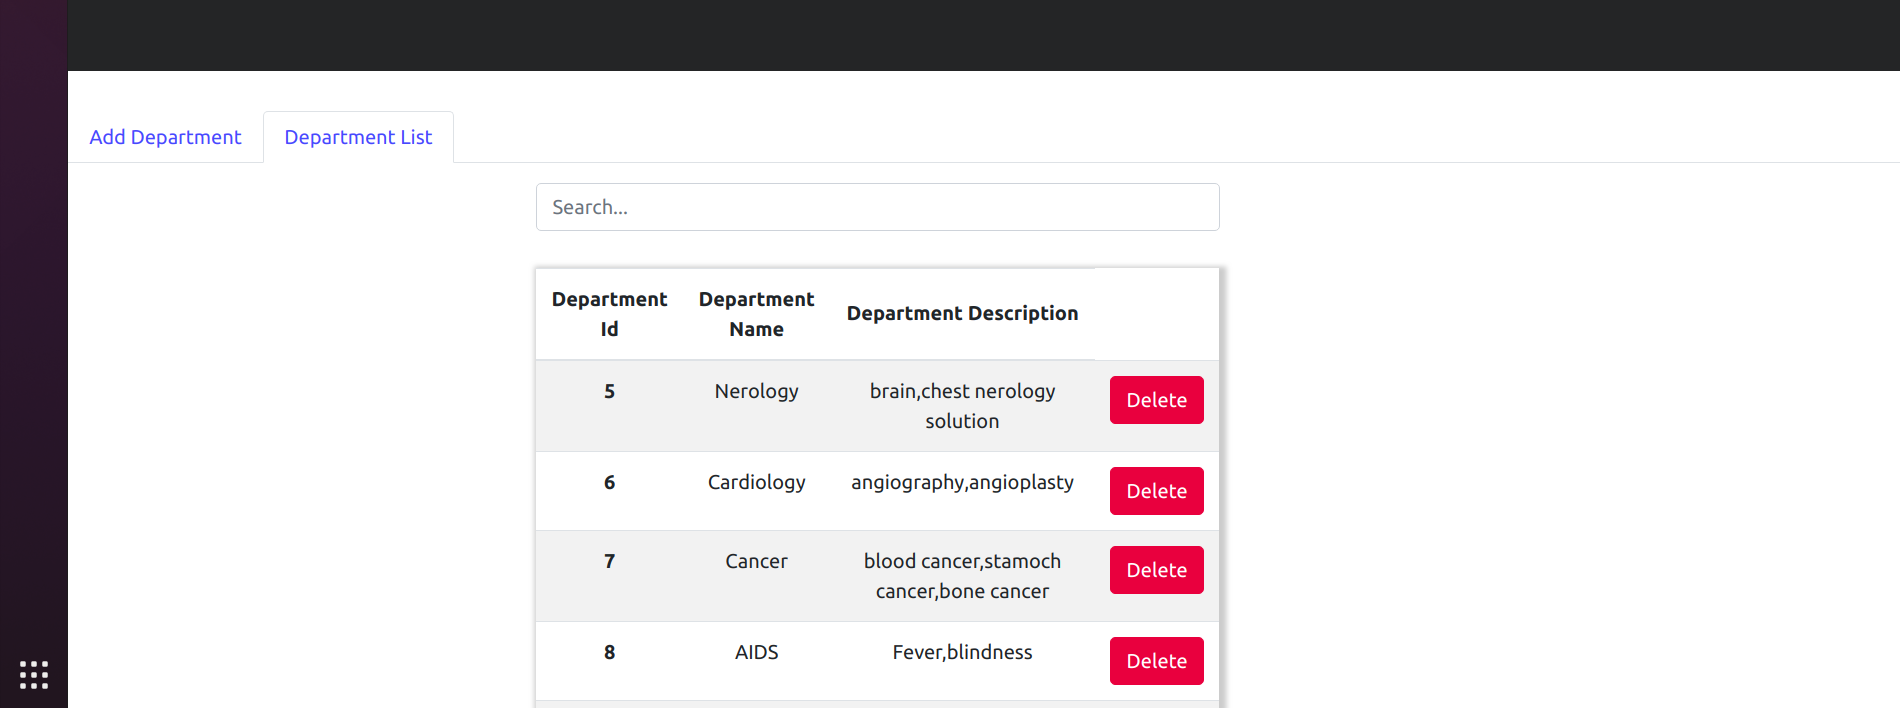 Add Department
Department List
Search...
Department Id
Department Name
Department Description
5
Nerology
brain,chest nerology
solution
Delete
6
Cardiology
angiography,angioplasty
Delete
7
Cancer
blood cancer,stamoch
cancer,bone cancer
Delete
8
AIDS
Fever,blindness
Delete